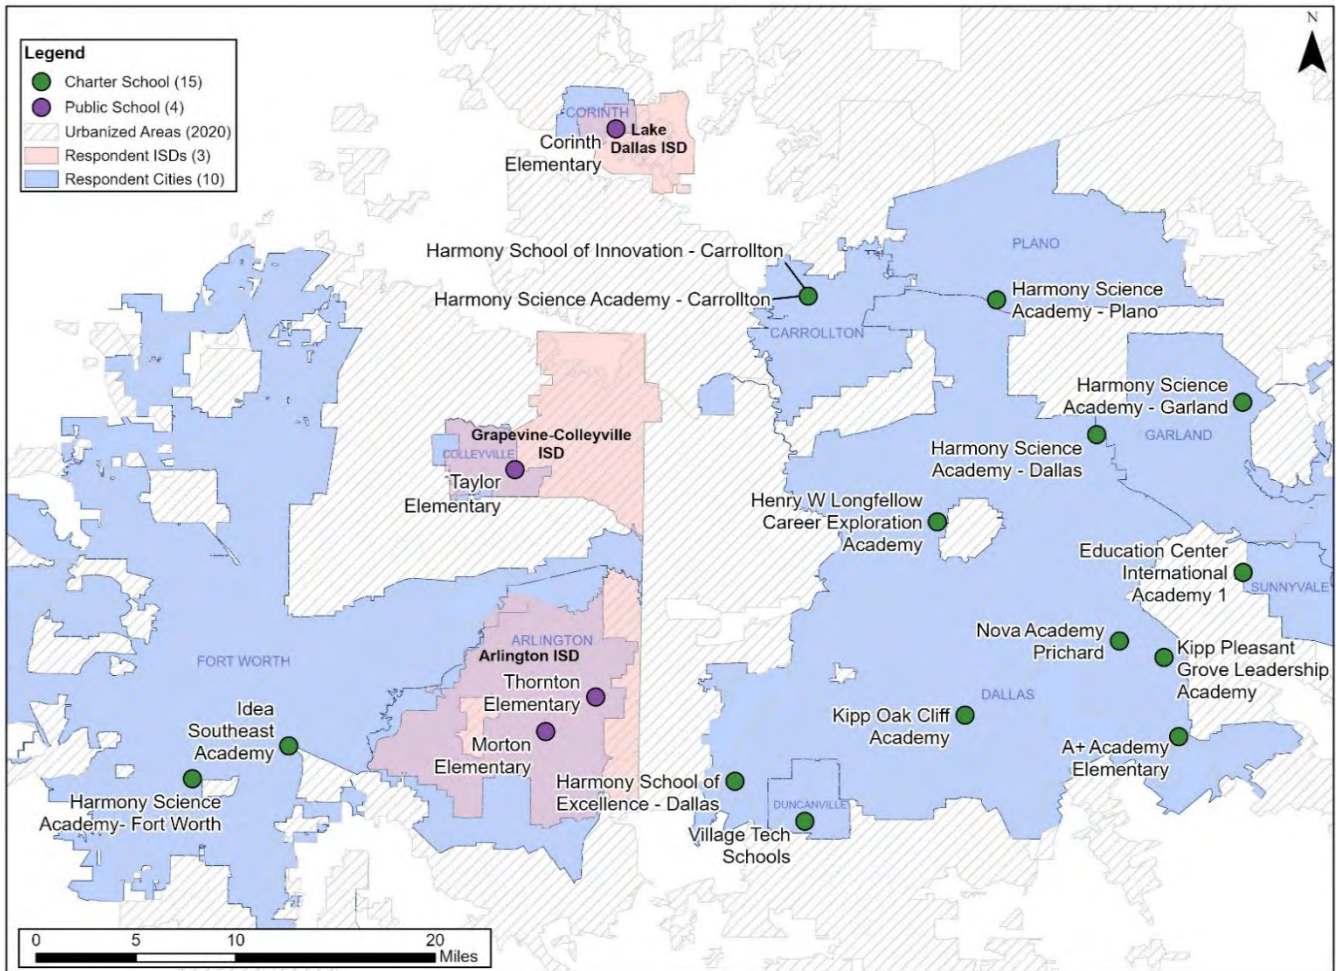 N
Legend
Charter School (15)
Public School (4)
Urbanized Areas (2020)
Respondent ISDs (3)
Respondent Cities (10)
CORINTH
Lake
Dallas ISD
Corinth
Elementary
PLANO
Harmony School of Innovation - Carrollton
Harmony Science Academy - Carrollton
Harmony Science
Academy - Plano
CARROLLTON
Harmony Science
Academy - Garland
GARLAND
Harmony Science
Academy - Dallas
Grapevine-Colleyville
ISD
COLLEYVILLE
Taylor
Elementary
Henry W Longfellow
Career Exploration
Academy
Education Center
International
Academy 1
SUNNYVALE
Nova Academy
Prichard
Kipp Pleasant
Grove Leadership
Academy
ARLINGTON
Arlington ISD
Thornton
Elementary
Morton
Elementary
FORT WORTH
Idea
Southeast
Academy
Harmony Science
Academy- Fort Worth
DALLAS
Kipp Oak Cliff
Academy
A+ Academy
Elementary
Harmony School of
Excellence - Dallas
DUNCANVILLE
Village Tech
Schools
0 5 10 20
Miles